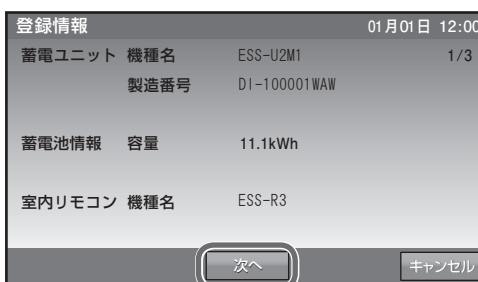 登録情報 01月01日 12:00
蓄電ユニット 機種名 ESS-U2M1 1/3
製造番号 DI-100001WAW
蓄電池情報 容量 11.1kWh
室内リモコン 機種名 ESS-R3
次へ キャンセル